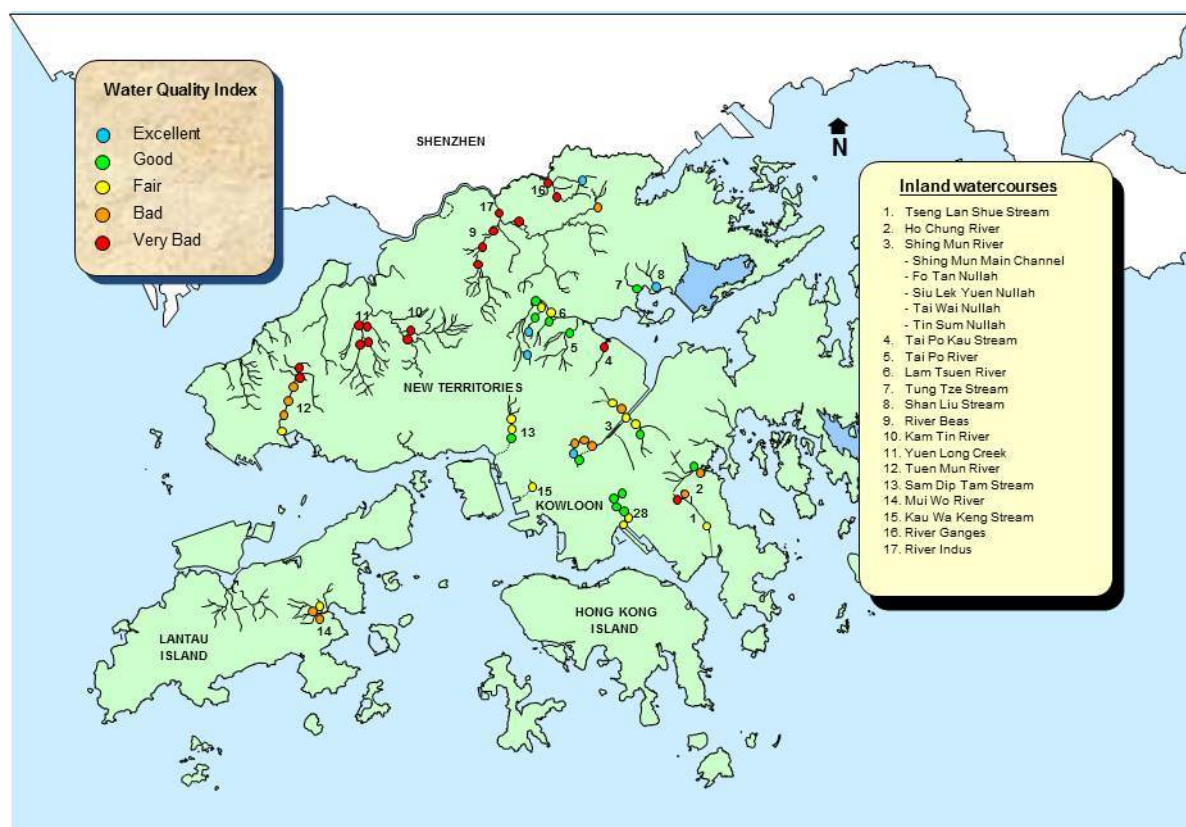 Water Quality Index
Excellent
Good
Fair
Bad
Very Bad
SHENZHEN
N
Inland watercourses
1. Tseng Lan Shue Stream
2. Ho Chung River
3. Shing Mun River
- Shing Mun Main Channel
- Fo Tan Nullah
- Siu Lek Yuen Nullah
- Tai Wai Nullah
- Tin Sum Nullah
4. Tai Po Kau Stream
5. Tai Po River
6. Lam Tsuen River
7. Tung Tze Stream
8. Shan Liu Stream
9. River Beas
10. Kam Tin River
11. Yuen Long Creek
12. Tuen Mun River
13. Sam Dip Tam Stream
14. Mui Wo River
15. Kau Wa Keng Stream
16. River Ganges
17. River Indus
16
17
9
8
7
10
11
6
5
4
NEW TERRITORIES
12
3
13
2
15
KOWLOON
28
1
14
LANTAU
ISLAND
HONG KONG
ISLAND